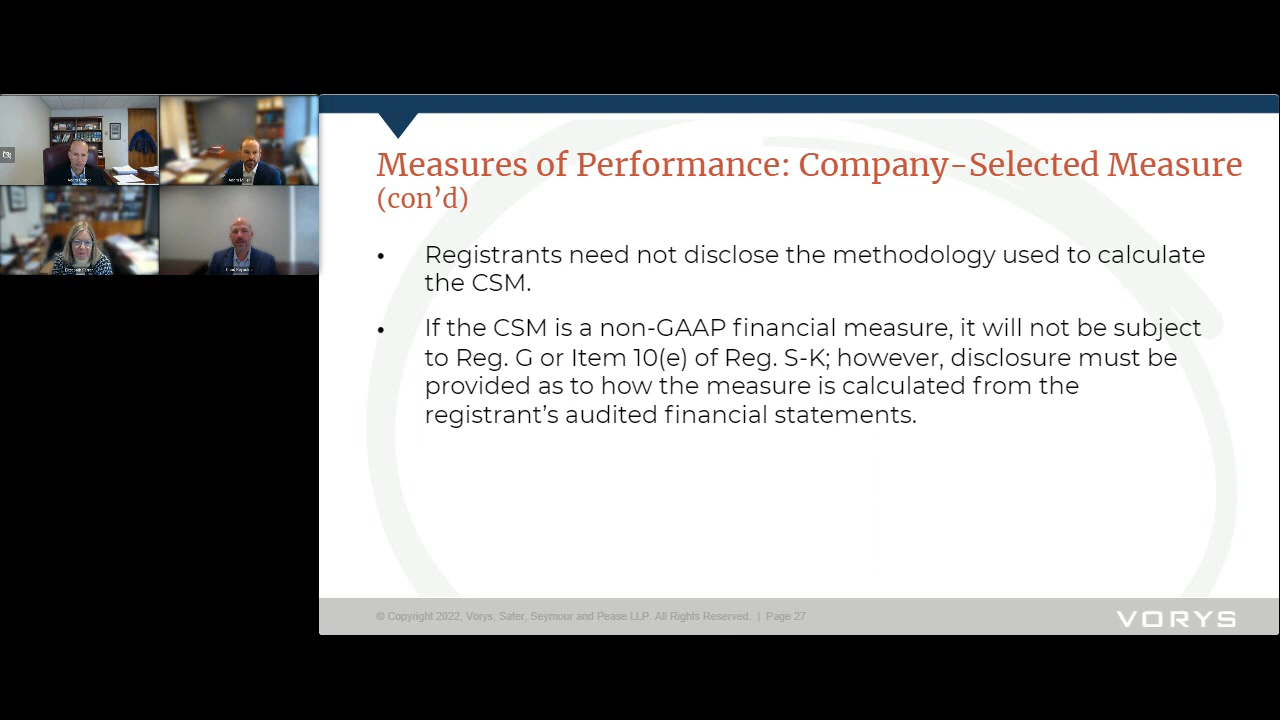 Measures of Performance: Company-Selected Measure
(con’d)
• Registrants need not disclose the methodology used to calculate
the CSM.
• If the CSM is a non-GAAP financial measure, it will not be subject
to Reg. G or Item 10(e) of Reg. S-K; however, disclosure must be
provided as to how the measure is calculated from the
registrant’s audited financial statements.
© Copyright 2022, Vorys, Sater, Seymour and Pease LLP. All Rights Reserved. | Page 27
VORYS